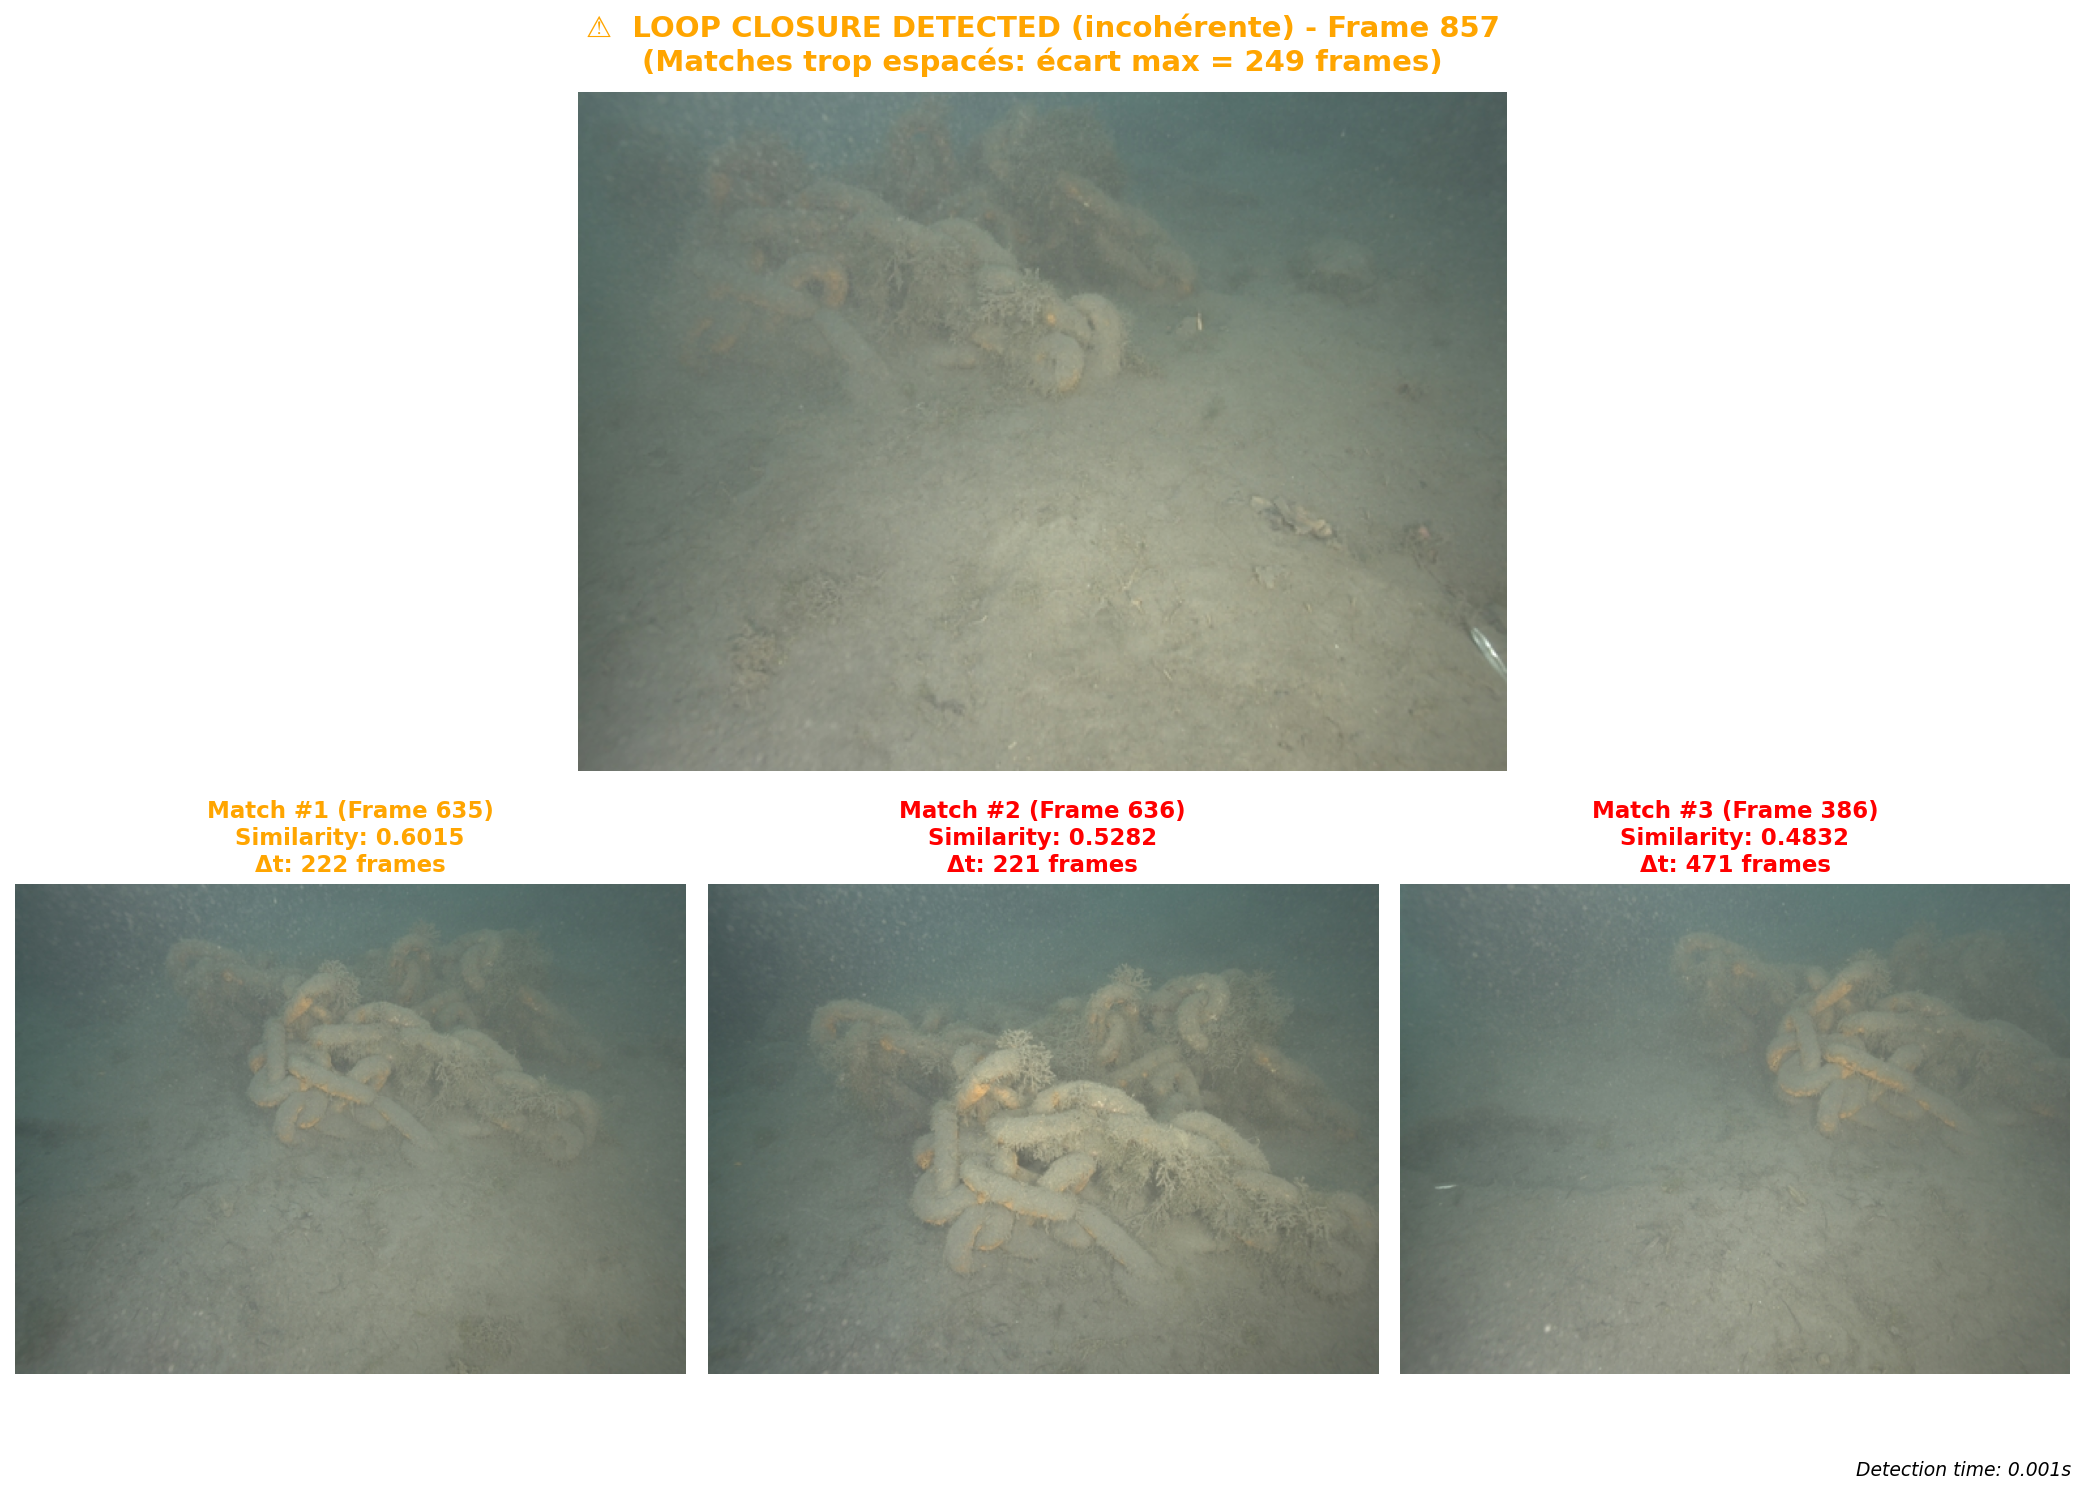 ⚠ LOOP CLOSURE DETECTED (incohérente) - Frame 857
(Matches trop espacés: écart max = 249 frames)
Match #1 (Frame 635)
Similarity: 0.6015
Δt: 222 frames
Match #2 (Frame 636)
Similarity: 0.5282
Δt: 221 frames
Match #3 (Frame 386)
Similarity: 0.4832
Δt: 471 frames
Detection time: 0.001s